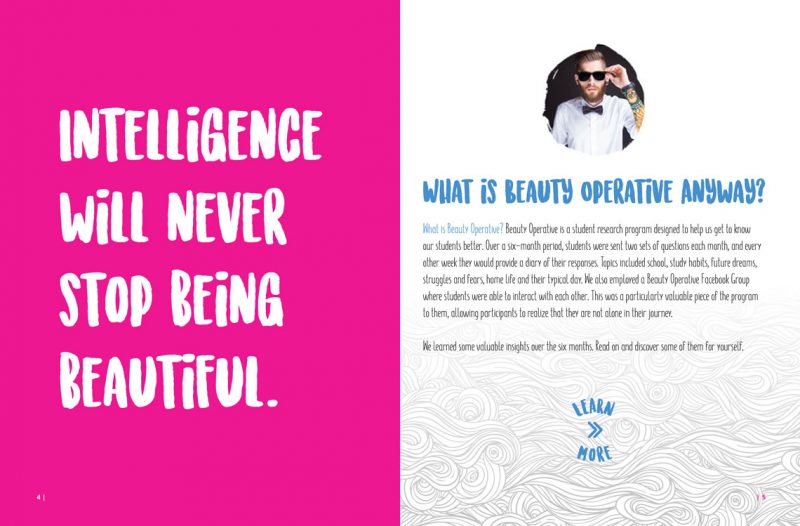 INTELLIGENCE
WILL NEVER
STOP BEING
BEAUTIFUL.
4 |
WHAT IS BEAUTY OPERATIVE ANYWAY?
What is Beauty Operative? Beauty Operative is a student research program designed to help us get to know
our students better. Over a six-month period, students were sent two sets of questions each month, and every
other week they would provide a diary of their responses. Topics included school, study habits, future dreams,
struggles and fears, home life and their typical day. We also employed a Beauty Operative Facebook Group
where students were able to interact with each other. This was a particularly valuable piece of the program
to them, allowing participants to realize that they are not alone in their journey.
We learned some valuable insights over the six months. Read on and discover some of them for yourself.
LEARN
»
MORE
| 5